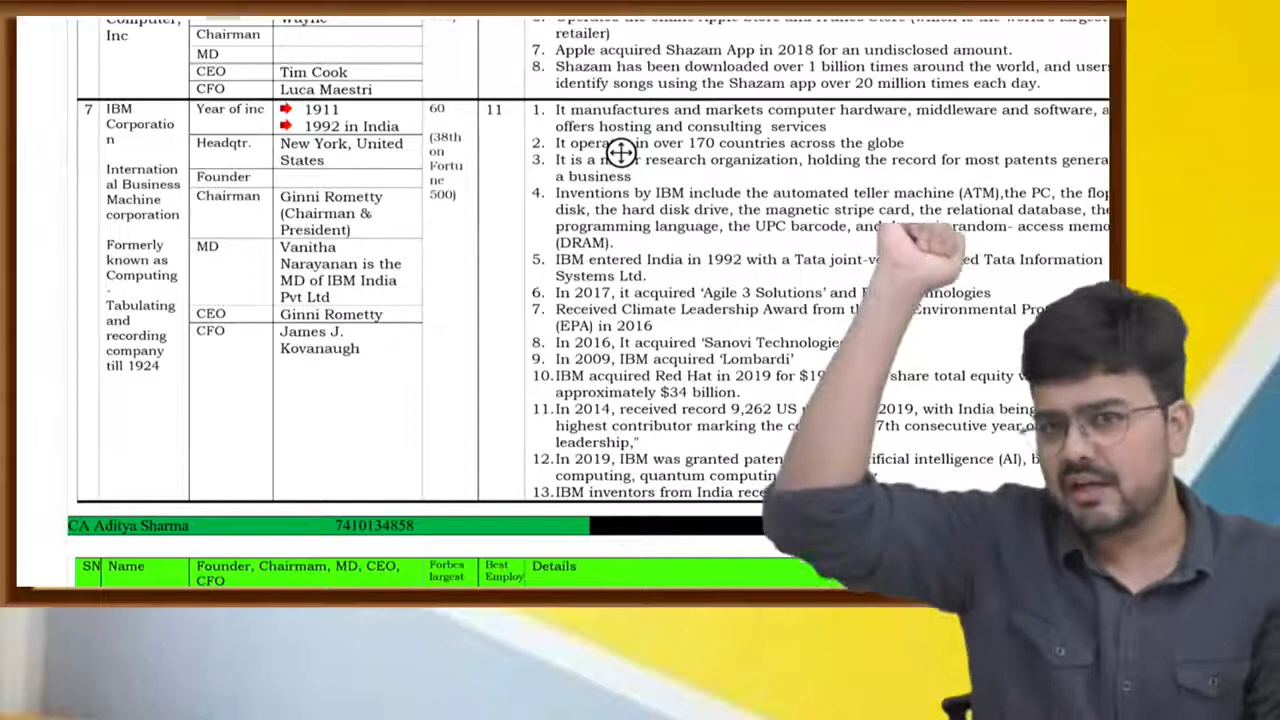 Computer,
Inc
Wayne
Chairman
MD
CEO Tim Cook
CFO Luca Maestri
retailer)
7. Apple acquired Shazam App in 2018 for an undisclosed amount.
8. Shazam has been downloaded over 1 billion times around the world, and user
identify songs using the Shazam app over 20 million times each day.
7
IBM
Corporatio
n
Internation
al Business
Machine
corporation
Formerly
known as
Computing
-
Tabulating
and
recording
company
till 1924
Year of inc 1911
1992 in India
Headqtr. New York, United
States
Founder
Chairman Ginni Rometty
(Chairman &
President)
MD Vanitha
Narayanan is the
MD of IBM India
Pvt Ltd
CEO Ginni Rometty
CFO James J.
Kovanaugh
60
(38th
on
Fortu
ne
500)
11
1. It manufactures and markets computer hardware, middleware and software, a
offers hosting and consulting services
2. It in over 170 countries across the globe
3. It is a research organization, holding the record for most patents genera
a business
4. Inventions by IBM include the automated teller machine (ATM),the PC, the flop
disk, the hard disk drive, the magnetic stripe card, the relational database, the
programming language, the UPC barcode, and random- access memo
(DRAM).
5. IBM entered India in 1992 with a Tata joint- Tata Information
Systems Ltd.
6. In 2017, it acquired 'Agile 3 Solutions' and
7. Received Climate Leadership Award from Environmental Pro
(EPA) in 2016
8. In 2016, It acquired 'Sanovi Technologie
9. In 2009, IBM acquired 'Lombardi'
10. IBM acquired Red Hat in 2019 for $19 share total equity
approximately $34 billion.
11. In 2014, received record 9,262 US 2019, with India being
highest contributor marking the 7th consecutive year
leadership,"
12. In 2019, IBM was granted artificial intelligence (AI),
computing, quantum
13. IBM inventors from India
CA Aditya Sharma 7410134858
SN Name Founder, Chairmam, MD, CEO,
CFO
Forbes
largest
Best
Employ
Details